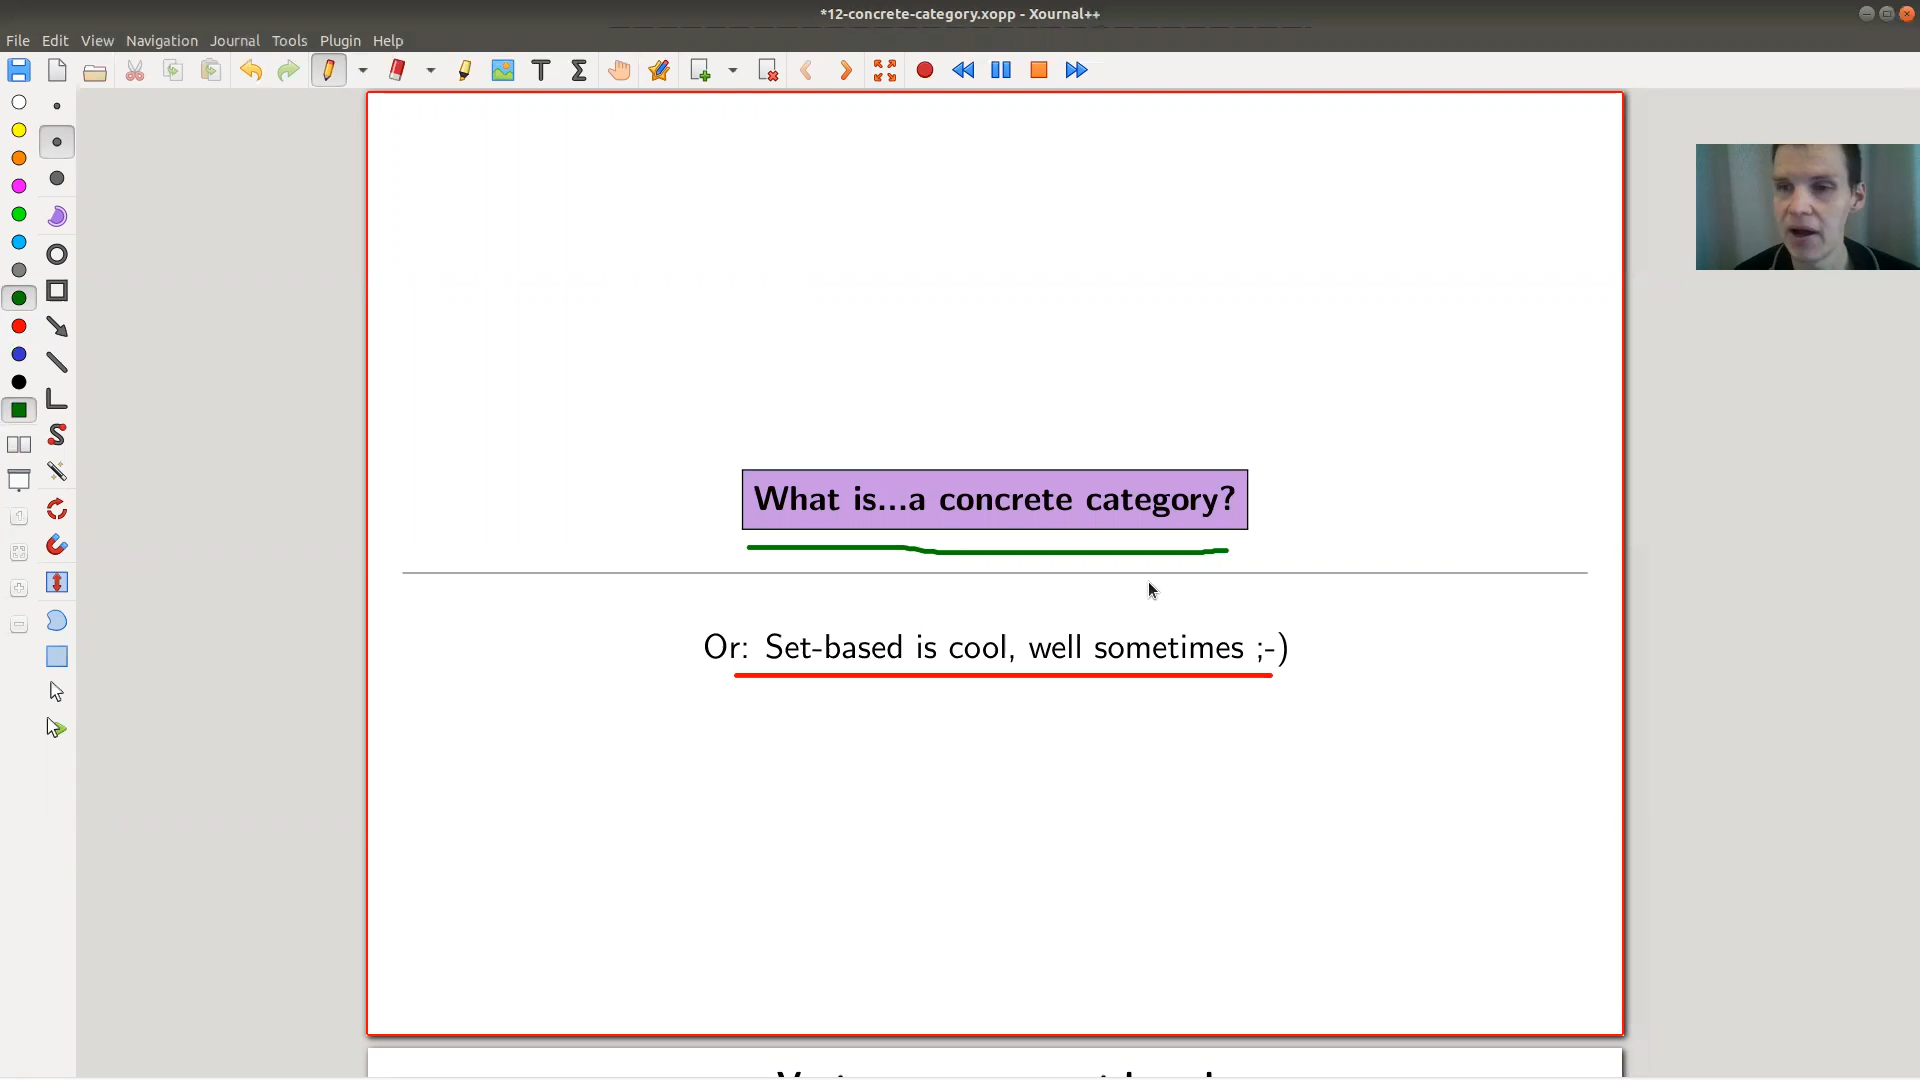 *12-concrete-category.xopp - Xournal++
File Edit View Navigation Journal Tools Plugin Help
What is...a concrete category?
Or: Set-based is cool, well sometimes ;-)